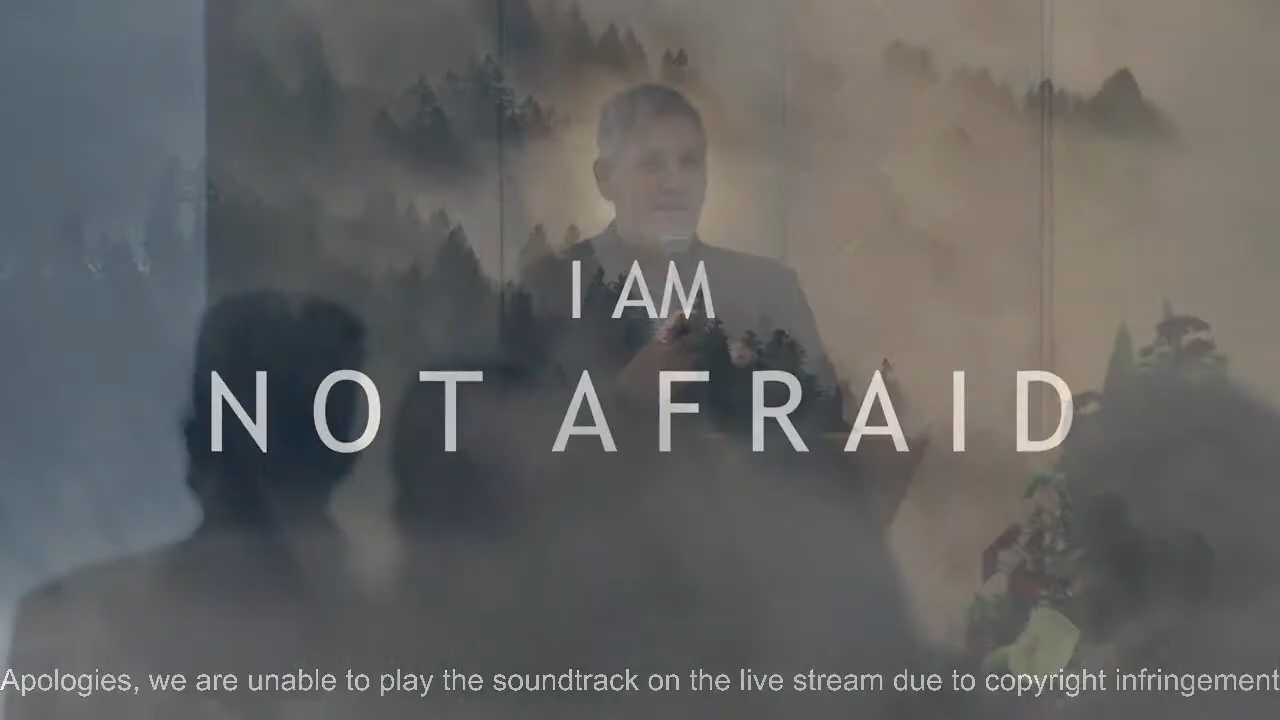 I AM
NOT AFRAID
Apologies, we are unable to play the soundtrack on the live stream due to copyright infringement